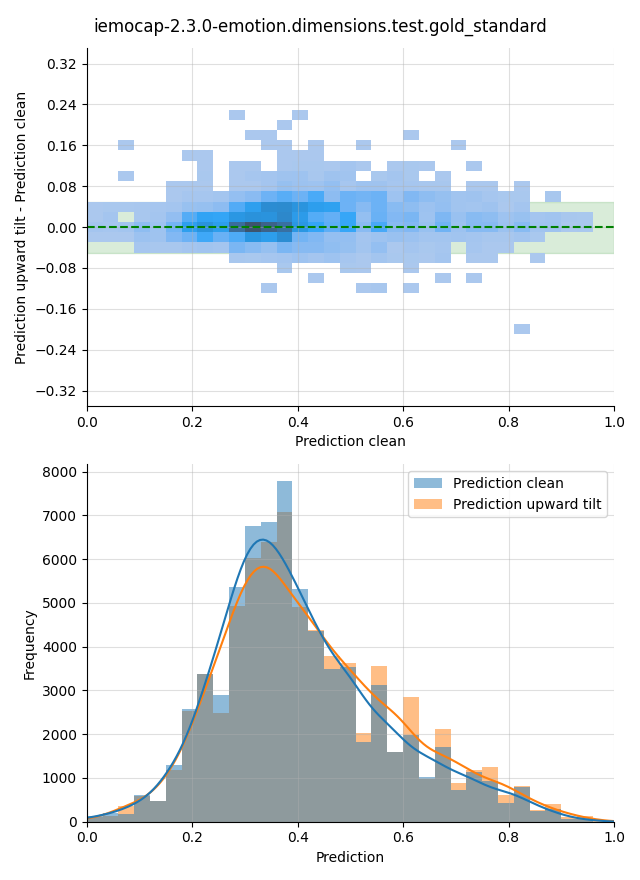 iemocap-2.3.0-emotion.dimensions.test.gold_standard
Prediction upward tilt - Prediction clean
0.32
0.24
0.16
0.08
0.00
−0.08
−0.16
−0.24
−0.32
0.0 0.2 0.4 0.6 0.8 1.0
Prediction clean
Frequency
8000
7000
6000
5000
4000
3000
2000
1000
0
Prediction clean
Prediction upward tilt
0.0 0.2 0.4 0.6 0.8 1.0
Prediction